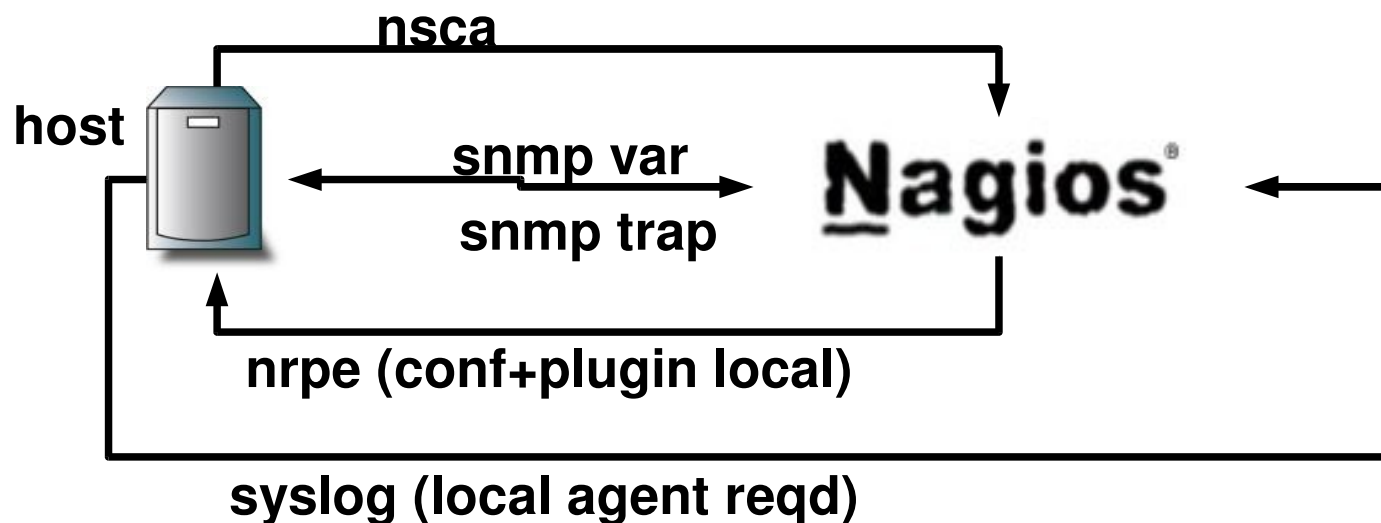 nsca
host
snmp var
Nagios®
snmp trap
nrpe (conf+plugin local)
syslog (local agent reqd)